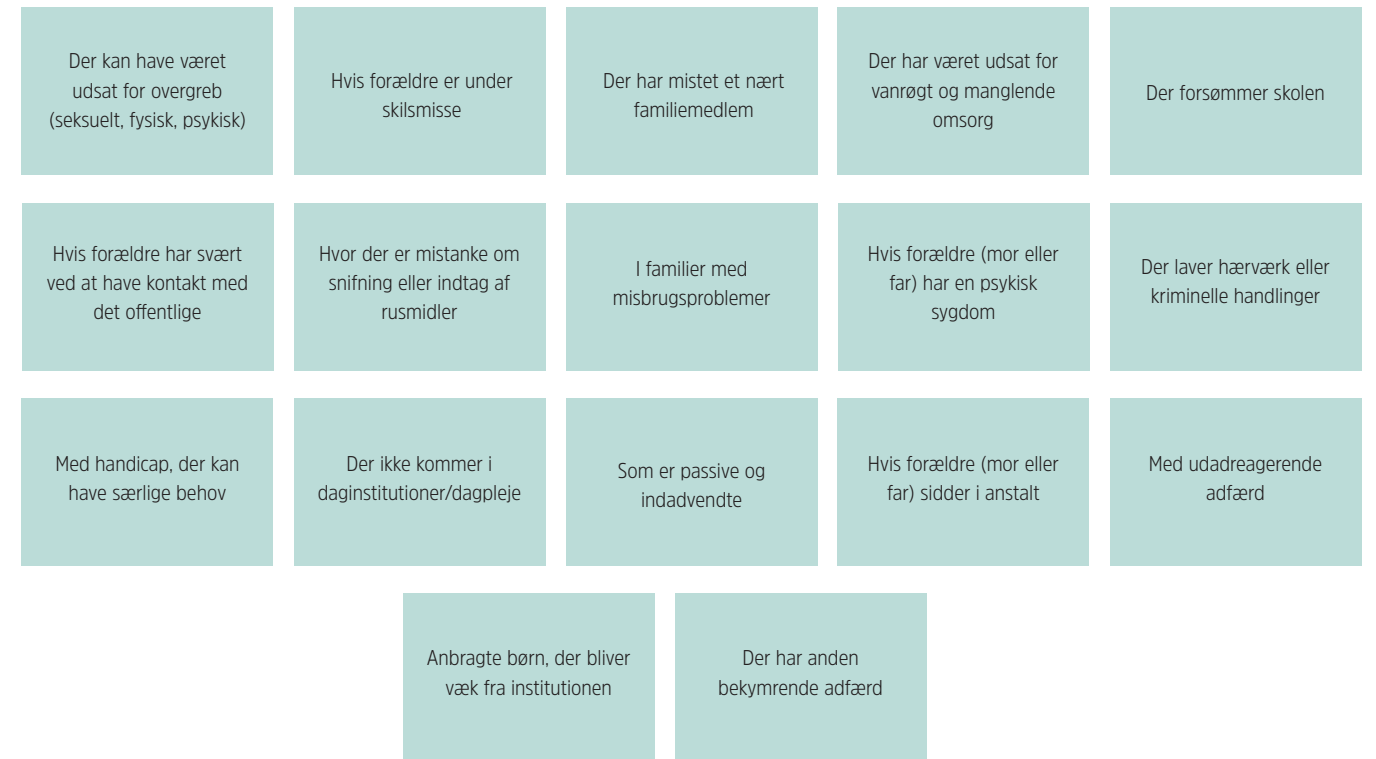 Der kan have været
udsat for overgreb
(seksuelt, fysisk, psykisk)
Hvis forældre er under
skilsmisse
Der har mistet et nært
familiemedlem
Der har været udsat for
vanrøgt og manglende
omsorg
Der forsømmer skolen
Hvis forældre har svært
ved at have kontakt med
det offentlige
Hvor der er mistanke om
snifning eller indtag af
rusmidler
I familier med
misbrugsproblemer
Hvis forældre (mor eller
far) har en psykisk
sygdom
Der laver hærværk eller
kriminelle handlinger
Med handicap, der kan
have særlige behov
Der ikke kommer i
daginstitutioner/dagpleje
Som er passive og
indadvendte
Hvis forældre (mor eller
far) sidder i anstalt
Med udadreagerende
adfærd
Anbragte børn, der bliver
væk fra institutionen
Der har anden
bekymrende adfærd